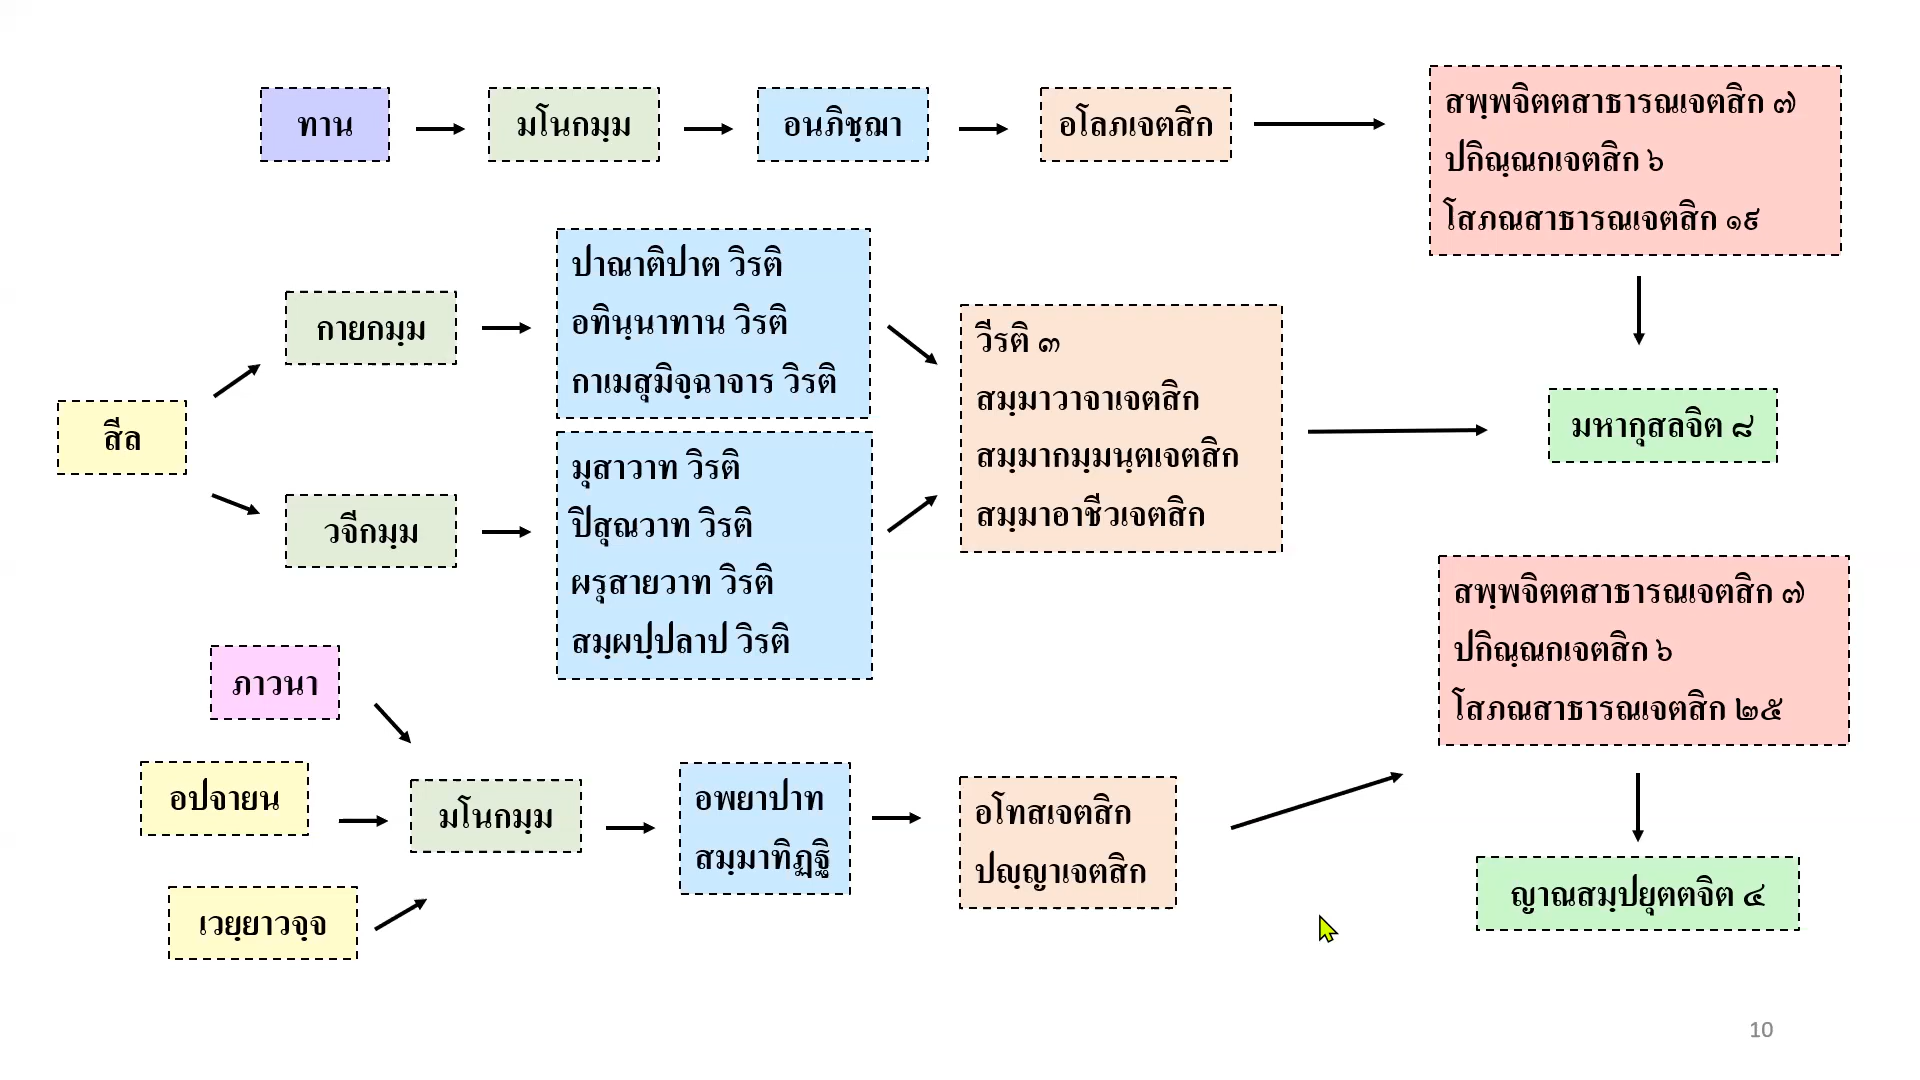 ทาน
มโนกมฺม
อนภิชฺฌา
อโลภเจตสิก
สพฺพจิตตสาธารณเจตสิก ๗
ปกิณฺณกเจตสิก ๖
โสภณสาธารณเจตสิก ๑๙
สีล
กายกมฺม
ปาณาติปาต วิรติ
อทินฺนาทาน วิรติ
กาเมสุมิจฺฉาจาร วิรติ
วจีกมฺม
มุสาวาท วิรติ
ปิสุณวาท วิรติ
ผรุสายวาท วิรติ
สมฺผปฺปลาป วิรติ
วีรติ ๓
สมฺมาวาจาเจตสิก
สมฺมากมฺมนฺตเจตสิก
สมฺมาอาชีวเจตสิก
มหากุสลจิต ๘
ภาวนา
อปจายน
เวยฺยาวจฺจ
มโนกมฺม
อพยาปาท
สมฺมาทิฏฐิ
อโทสเจตสิก
ปญฺญาเจตสิก
สพฺพจิตตสาธารณเจตสิก ๗
ปกิณฺณกเจตสิก ๖
โสภณสาธารณเจตสิก ๒๕
ญาณสมฺปยุตตจิต ๔
10